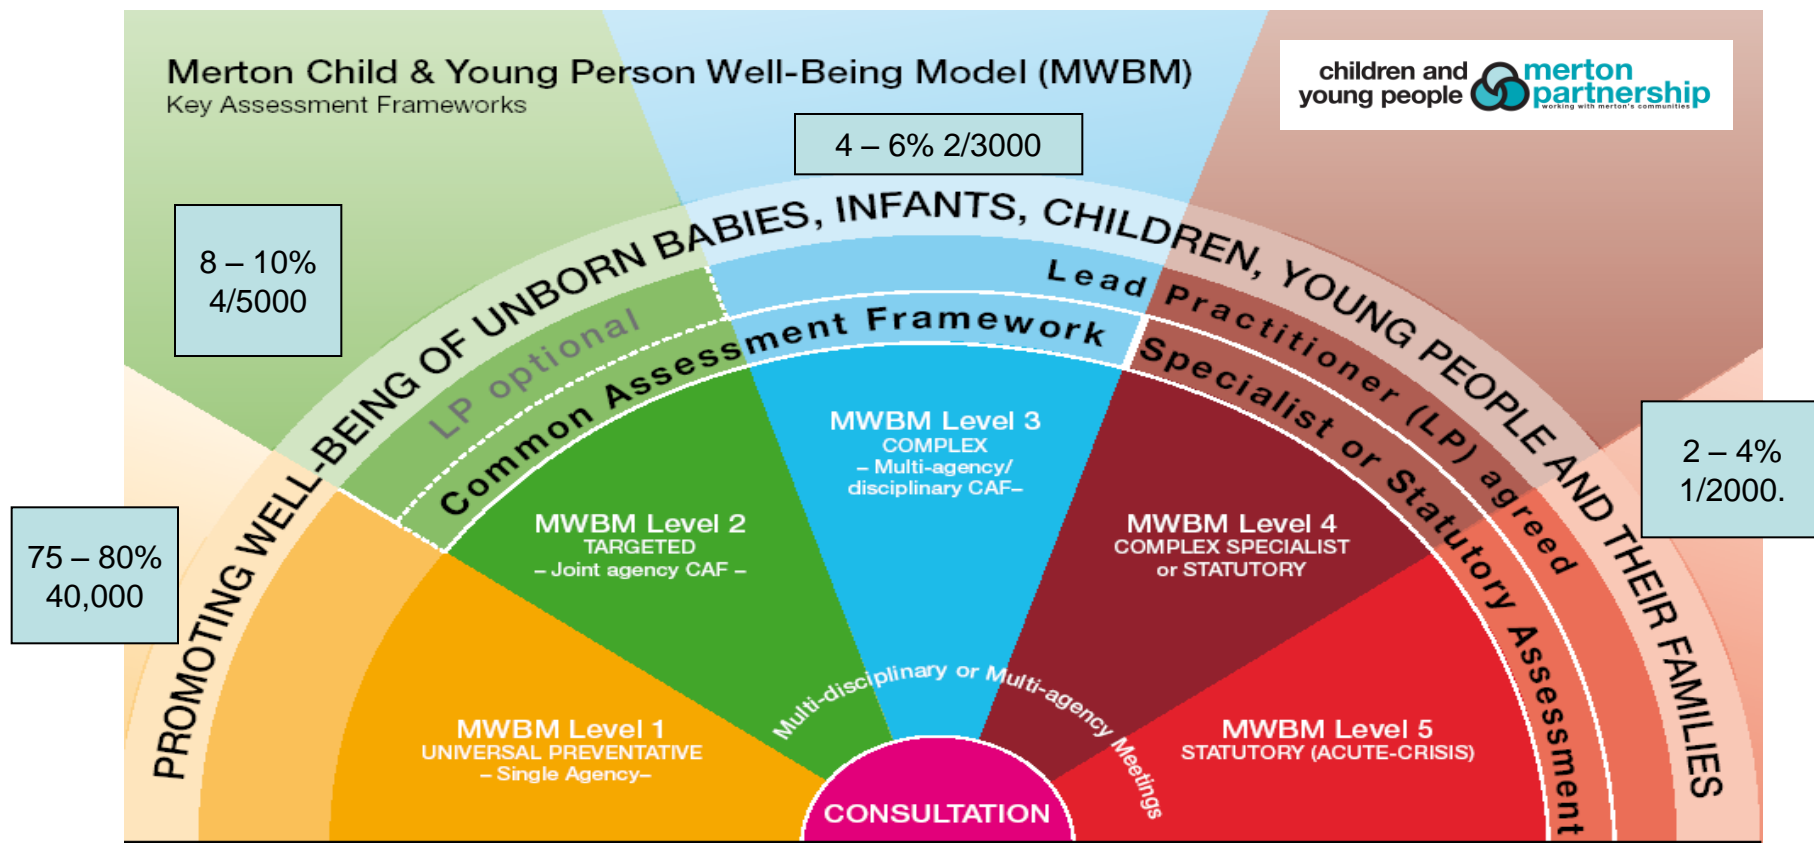 Merton Child & Young Person Well-Being Model (MWBM)
Key Assessment Frameworks
children and
young people
merton
partnership
working with merton's communities
4 – 6% 2/3000
8 – 10%
4/5000
75 – 80%
40,000
2 – 4%
1/2000.
PROMOTING WELL-BEING OF UNBORN BABIES, INFANTS, CHILDREN, YOUNG PEOPLE AND THEIR FAMILIES
LP optional
Lead Practitioner (LP) agreed
Common Assessment Framework
Specialist or Statutory Assessment
MWBM Level 1
UNIVERSAL PREVENTATIVE
– Single Agency–
MWBM Level 2
TARGETED
– Joint agency CAF –
MWBM Level 3
COMPLEX
– Multi-agency/
disciplinary CAF–
MWBM Level 4
COMPLEX SPECIALIST
or STATUTORY
MWBM Level 5
STATUTORY (ACUTE-CRISIS)
Multi-disciplinary or Multi-agency Meetings
CONSULTATION